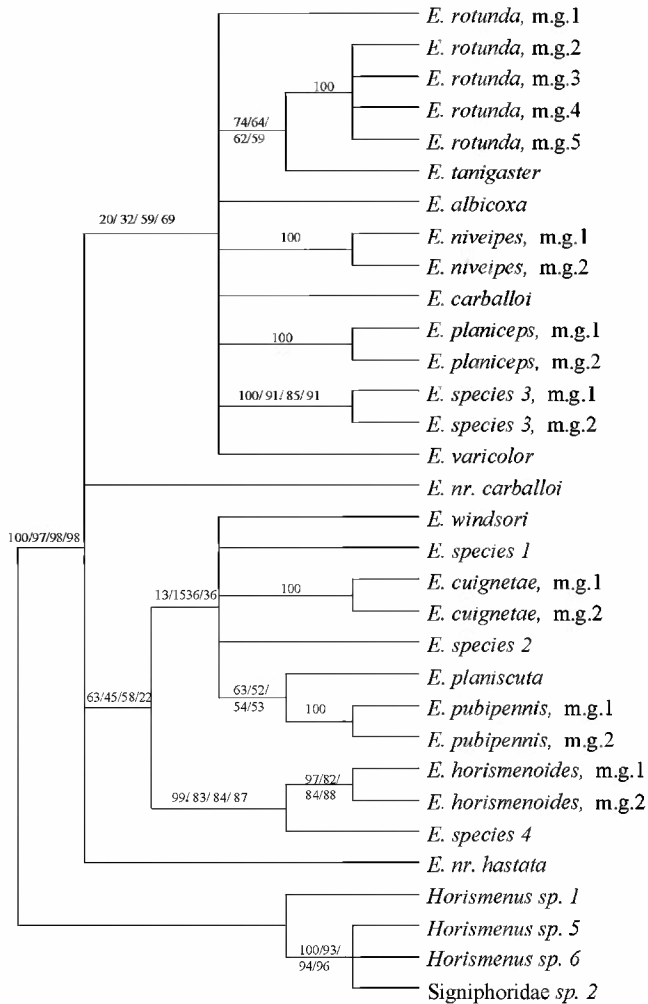 E. rotunda, m.g.1
E. rotunda, m.g.2
100
E. rotunda, m.g.3
E. rotunda, m.g.4
74/64/
62/59
E. rotunda, m.g.5
E. tanigaster
E. albicoxa
20/ 32/ 59/ 69
E. niveipes, m.g.1
100
E. niveipes, m.g.2
E. carballoi
E. planiceps, m.g.1
100
E. planiceps, m.g.2
E. species 3, m.g.1
100/ 91/ 85/ 91
E. species 3, m.g.2
E. varicolor
E. nr. carballoi
E. windsori
100/97/98/98
E. species 1
E. cuignetae, m.g.1
100
13/1536/36
E. cuignetae, m.g.2
E. species 2
E. planiscuta
63/52/
54/53
63/45/58/22
E. pubipennis, m.g.1
100
E. pubipennis, m.g.2
E. horismenoides, m.g.1
97/82/
84/88
99/ 83/ 84/ 87
E. horismenoides, m.g.2
E. species 4
E. nr. hastata
Horismenus sp. 1
Horismenus sp. 5
100/93/
94/96
Horismenus sp. 6
Signiphoridae sp. 2